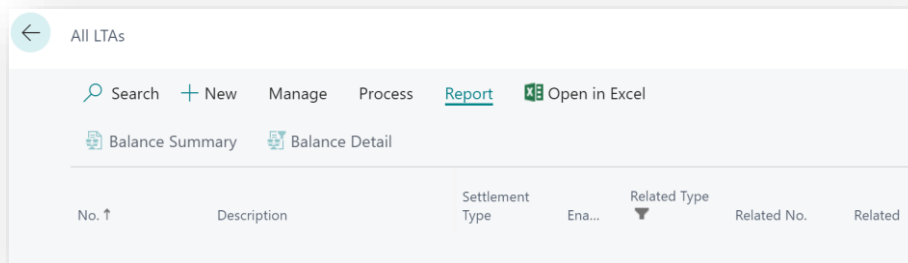 All LTAs
Search New Manage Process Report Open in Excel
Balance Summary Balance Detail
No. ↑ Description Settlement Type Ena... Related Type Related No. Related